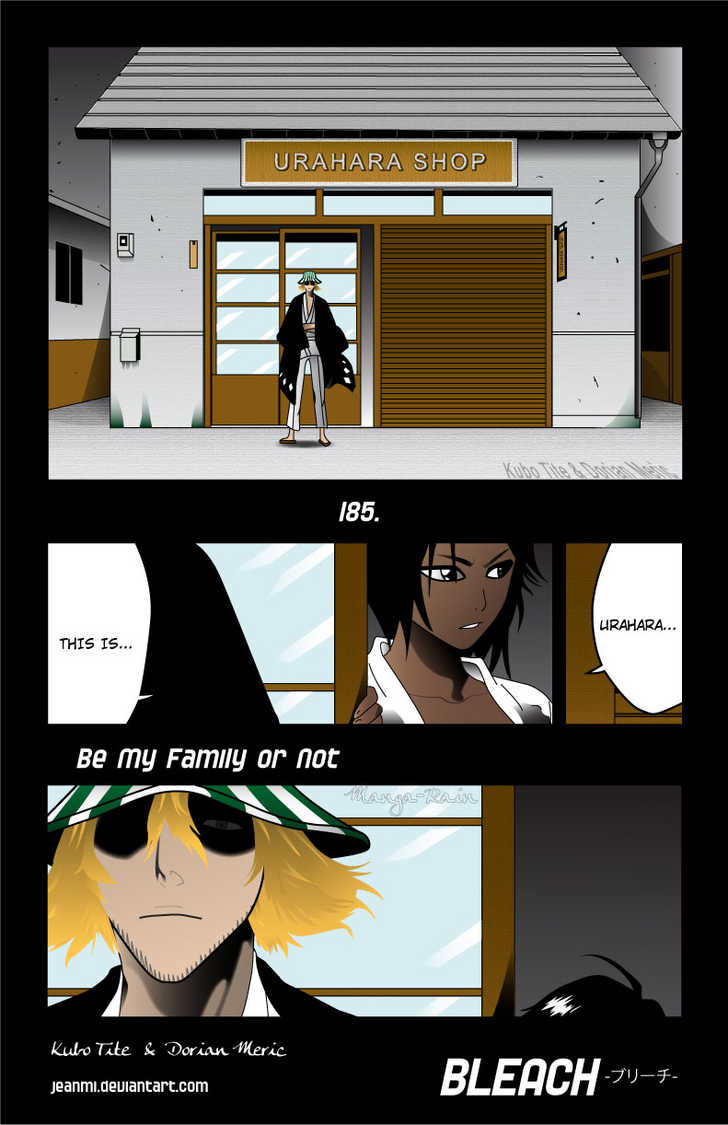 URAHARA SHOP
Kubo Tite & Dorian Meric
185.
THIS IS...
URAHARA...
Be My Family or Not
Manga-Rain
Kubo Tite & Dorian Meric
jeanmi.deviantart.com
BLEACH -ブリーチ-